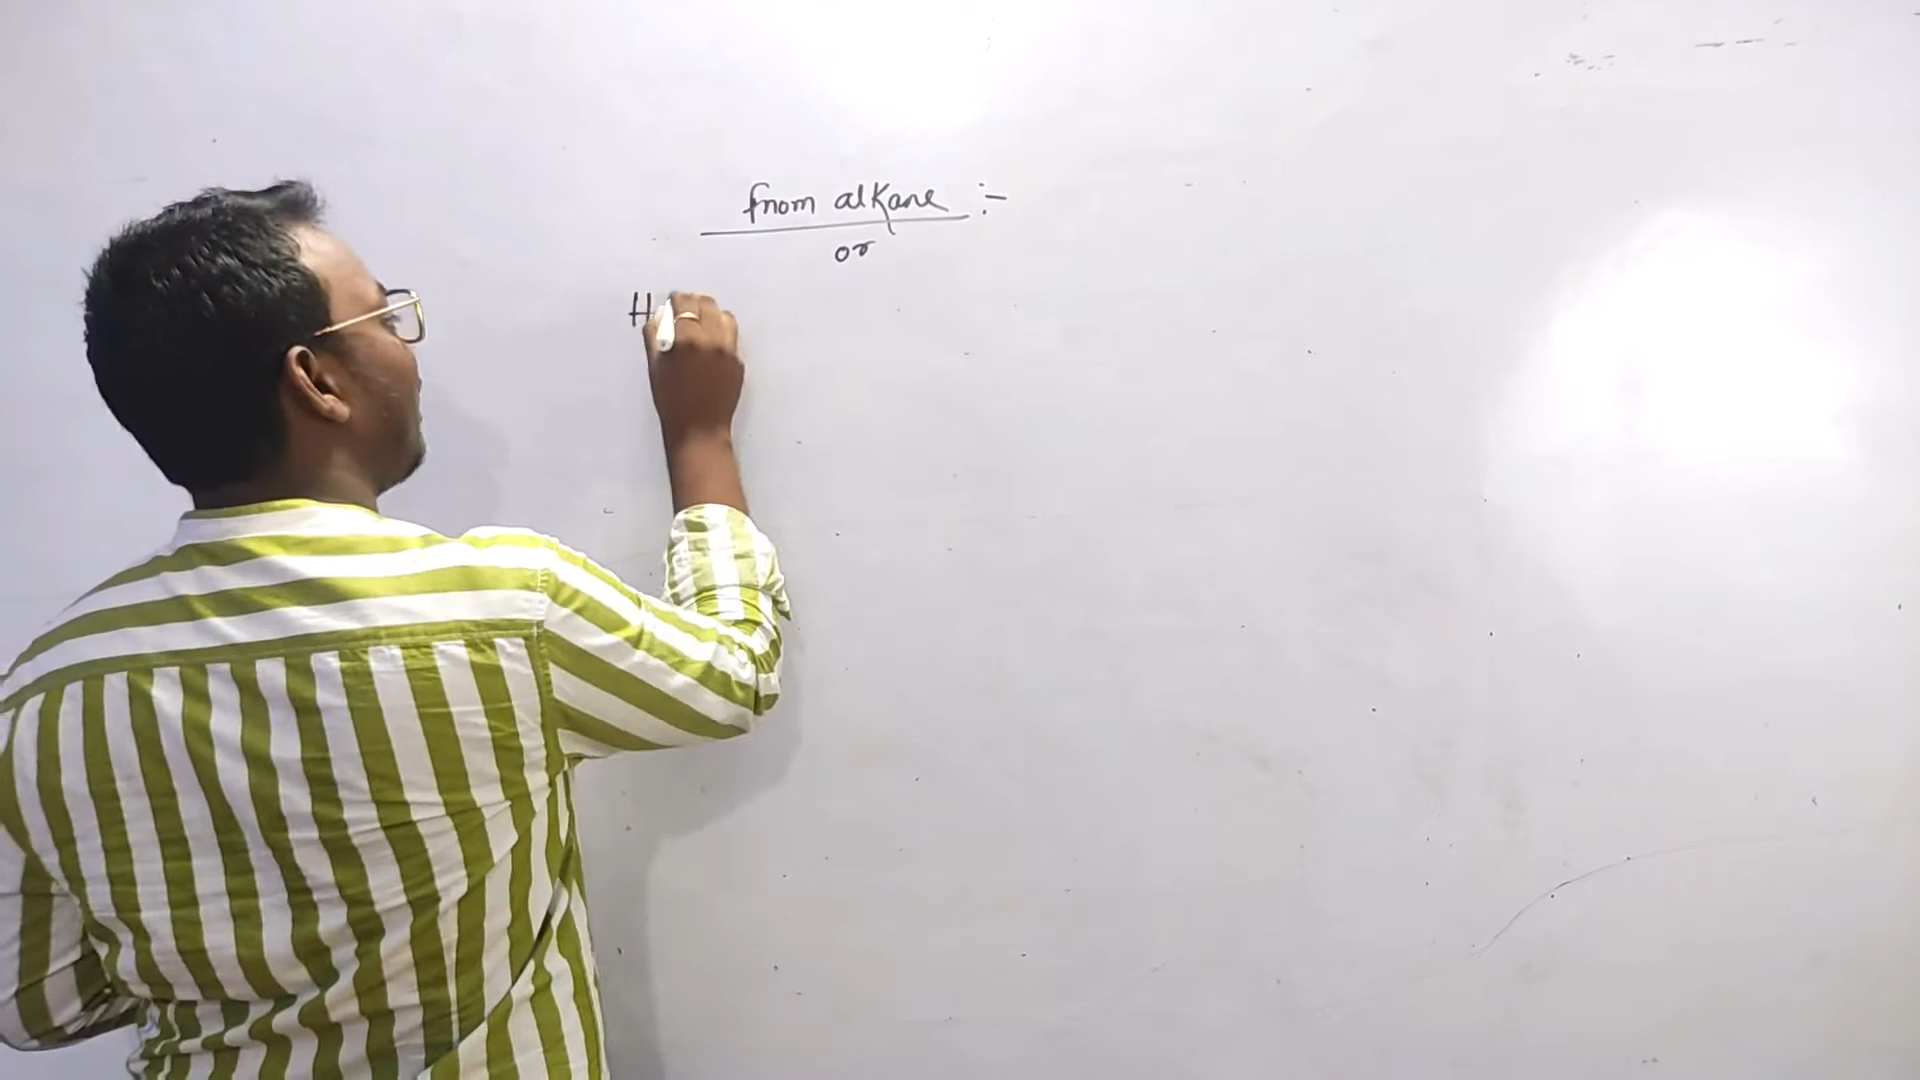 from alkane :-
or
H